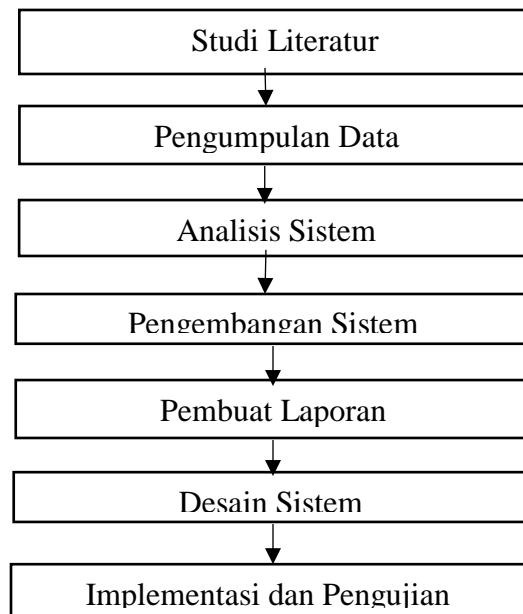 Studi Literatur
Pengumpulan Data
Analisis Sistem
Pengembangan Sistem
Pembuat Laporan
Desain Sistem
Implementasi dan Pengujian